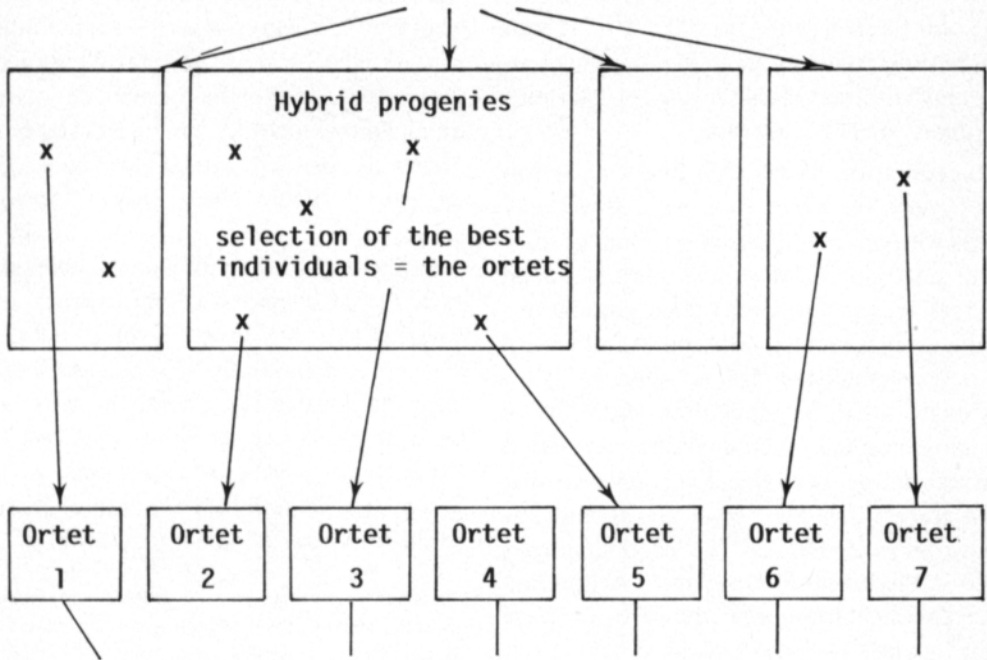 Hybrid progenies
x x x
x
x
selection of the best
individuals = the ortets
x
x
x x
Ortet Ortet Ortet Ortet Ortet Ortet Ortet
1 2 3 4 5 6 7